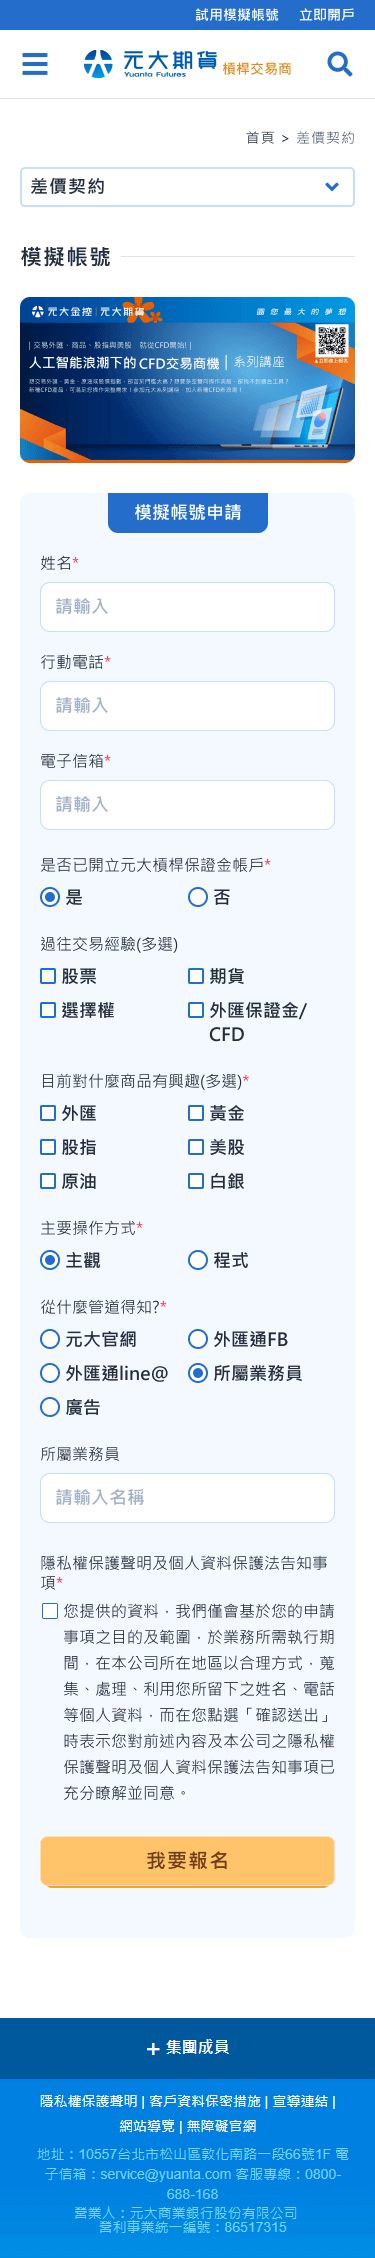 試用模擬帳號 立即開戶
元大期貨 槓桿交易商
Yuanta Futures
首頁 > 差價契約
差價契約
模擬帳號
元大金控 | 元大期貨 圓您最大的夢想
| 交易外匯、商品、股指與美股 就從CFD開始! |
人工智能浪潮下的CFD交易商機 | 系列講座
模擬帳號申請
姓名*
請輸入
行動電話*
請輸入
電子信箱*
請輸入
是否已開立元大槓桿保證金帳戶*
是 否
過往交易經驗(多選)
股票 期貨
選擇權 外匯保證金/
CFD
目前對什麼商品有興趣(多選)*
外匯 黃金
股指 美股
原油 白銀
主要操作方式*
主觀 程式
從什麼管道得知?*
元大官網 外匯通FB
外匯通line@ 所屬業務員
廣告
所屬業務員
請輸入名稱
隱私權保護聲明及個人資料保護法告知事
項*
您提供的資料，我們僅會基於您的申請
事項之目的及範圍，於業務所需執行期
間，在本公司所在地區以合理方式，蒐
集、處理、利用您所留下之姓名、電話
等個人資料，而在您點選「確認送出」
時表示您對前述內容及本公司之隱私權
保護聲明及個人資料保護法告知事項已
充分瞭解並同意。
我要報名
+ 集團成員
隱私權保護聲明 | 客戶資料保密措施 | 宣導連結 |
網站導覽 | 無障礙官網
地址：10557台北市松山區敦化南路一段66號1F 電
子信箱：service@yuanta.com 客服專線：0800-
688-168
營業人：元大商業銀行股份有限公司
營利事業統一編號：86517315